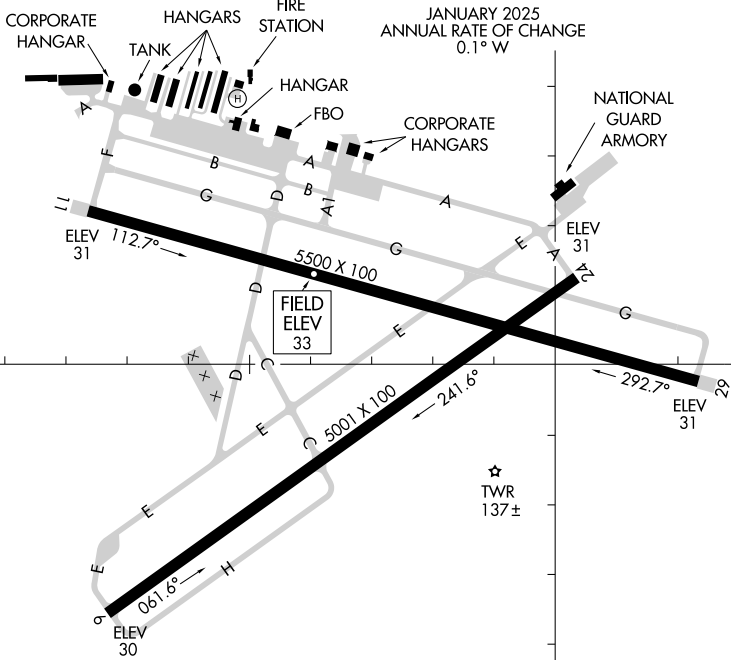 JANUARY 2025
ANNUAL RATE OF CHANGE
0.1° W
CORPORATE
HANGAR
TANK
HANGARS
FIRE
STATION
H
HANGAR
FBO
CORPORATE
HANGARS
NATIONAL
GUARD
ARMORY
A
F
B
A
B
D
A1
G
A
E
A
ELEV
31
24
11
ELEV
31
112.7°
5500 X 100
G
G
D
FIELD
ELEV
33
E
D
C
E
C
5001 X 100
241.6°
292.7°
29
ELEV
31
TWR
137±
E
E
H
061.6°
6
ELEV
30